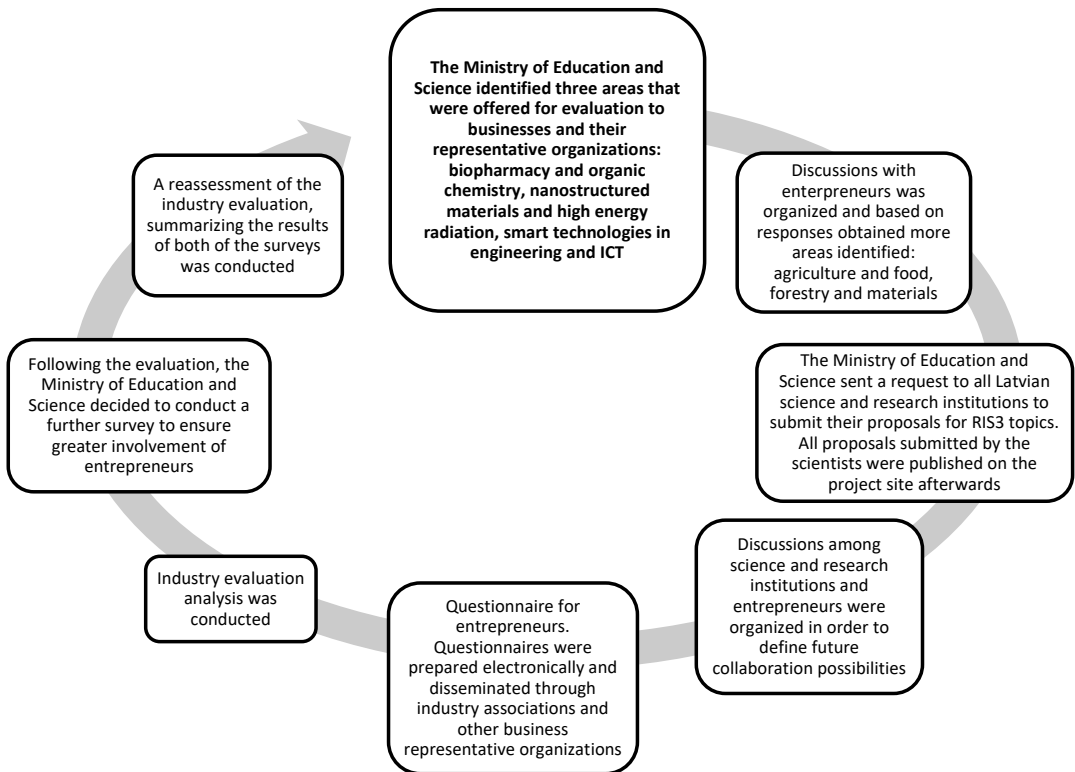 The Ministry of Education and
Science identified three areas that
were offered for evaluation to
businesses and their
representative organizations:
biopharmacy and organic
chemistry, nanostructured
materials and high energy
radiation, smart technologies in
engineering and ICT
Discussions with
enterpreneurs was
organized and based on
responses obtained more
areas identified:
agriculture and food,
forestry and materials
The Ministry of Education and
Science sent a request to all Latvian
science and research institutions to
submit their proposals for RIS3 topics.
All proposals submitted by the
scientists were published on the
project site afterwards
Discussions among
science and research
institutions and
entrepreneurs were
organized in order to
define future
collaboration possibilities
Questionnaire for
entrepreneurs.
Questionnaires were
prepared electronically and
disseminated through
industry associations and
other business
representative organizations
Industry evaluation
analysis was
conducted
Following the evaluation, the
Ministry of Education and
Science decided to conduct a
further survey to ensure
greater involvement of
entrepreneurs
A reassessment of the
industry evaluation,
summarizing the results
of both of the surveys
was conducted